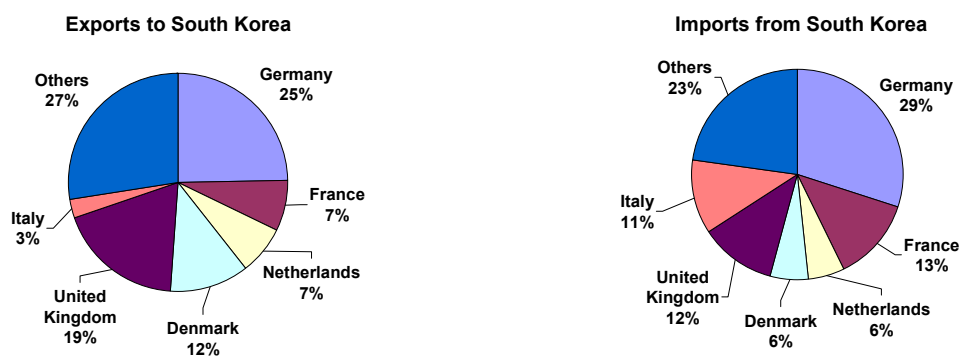 Exports to South Korea
Germany
25%
France
7%
Netherlands
7%
Denmark
12%
United
Kingdom
19%
Italy
3%
Others
27%
Imports from South Korea
Germany
29%
France
13%
Netherlands
6%
Denmark
6%
United
Kingdom
12%
Italy
11%
Others
23%